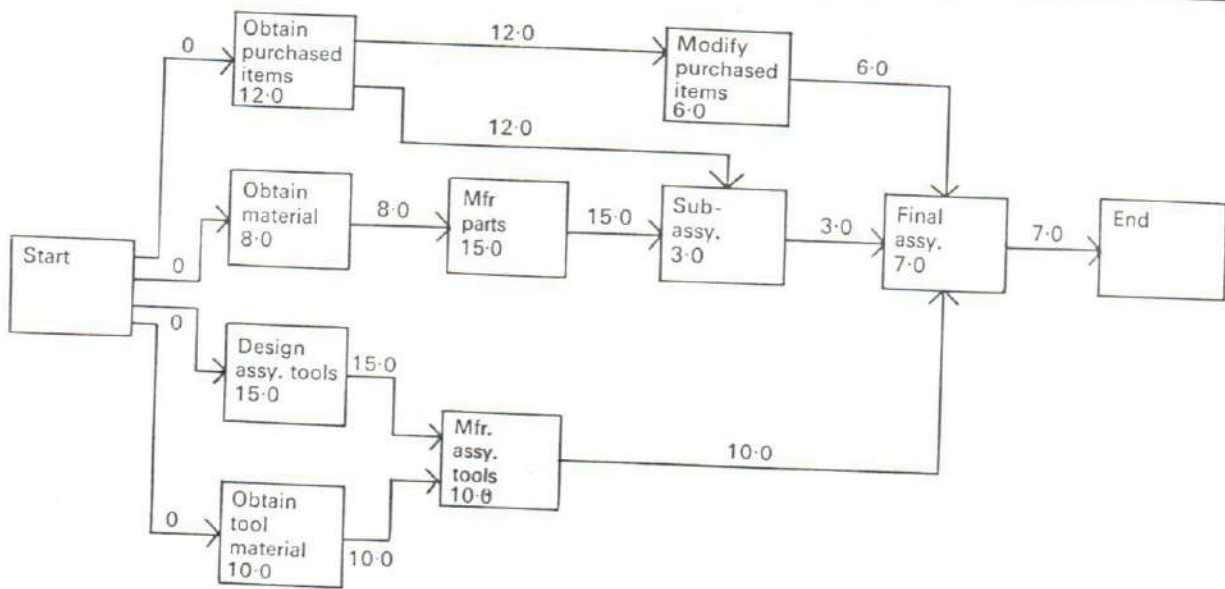 0
Obtain
purchased
items
12·0
12·0
Modify
purchased
items
6·0
6·0
12·0
Start
0
Obtain
material
8·0
8·0
Mfr
parts
15·0
15·0
Sub-
assy.
3·0
3·0
Final
assy.
7·0
7·0
End
0
Design
assy. tools
15·0
15·0
Mfr.
assy.
tools
10·0
10·0
0
Obtain
tool
material
10·0
10·0